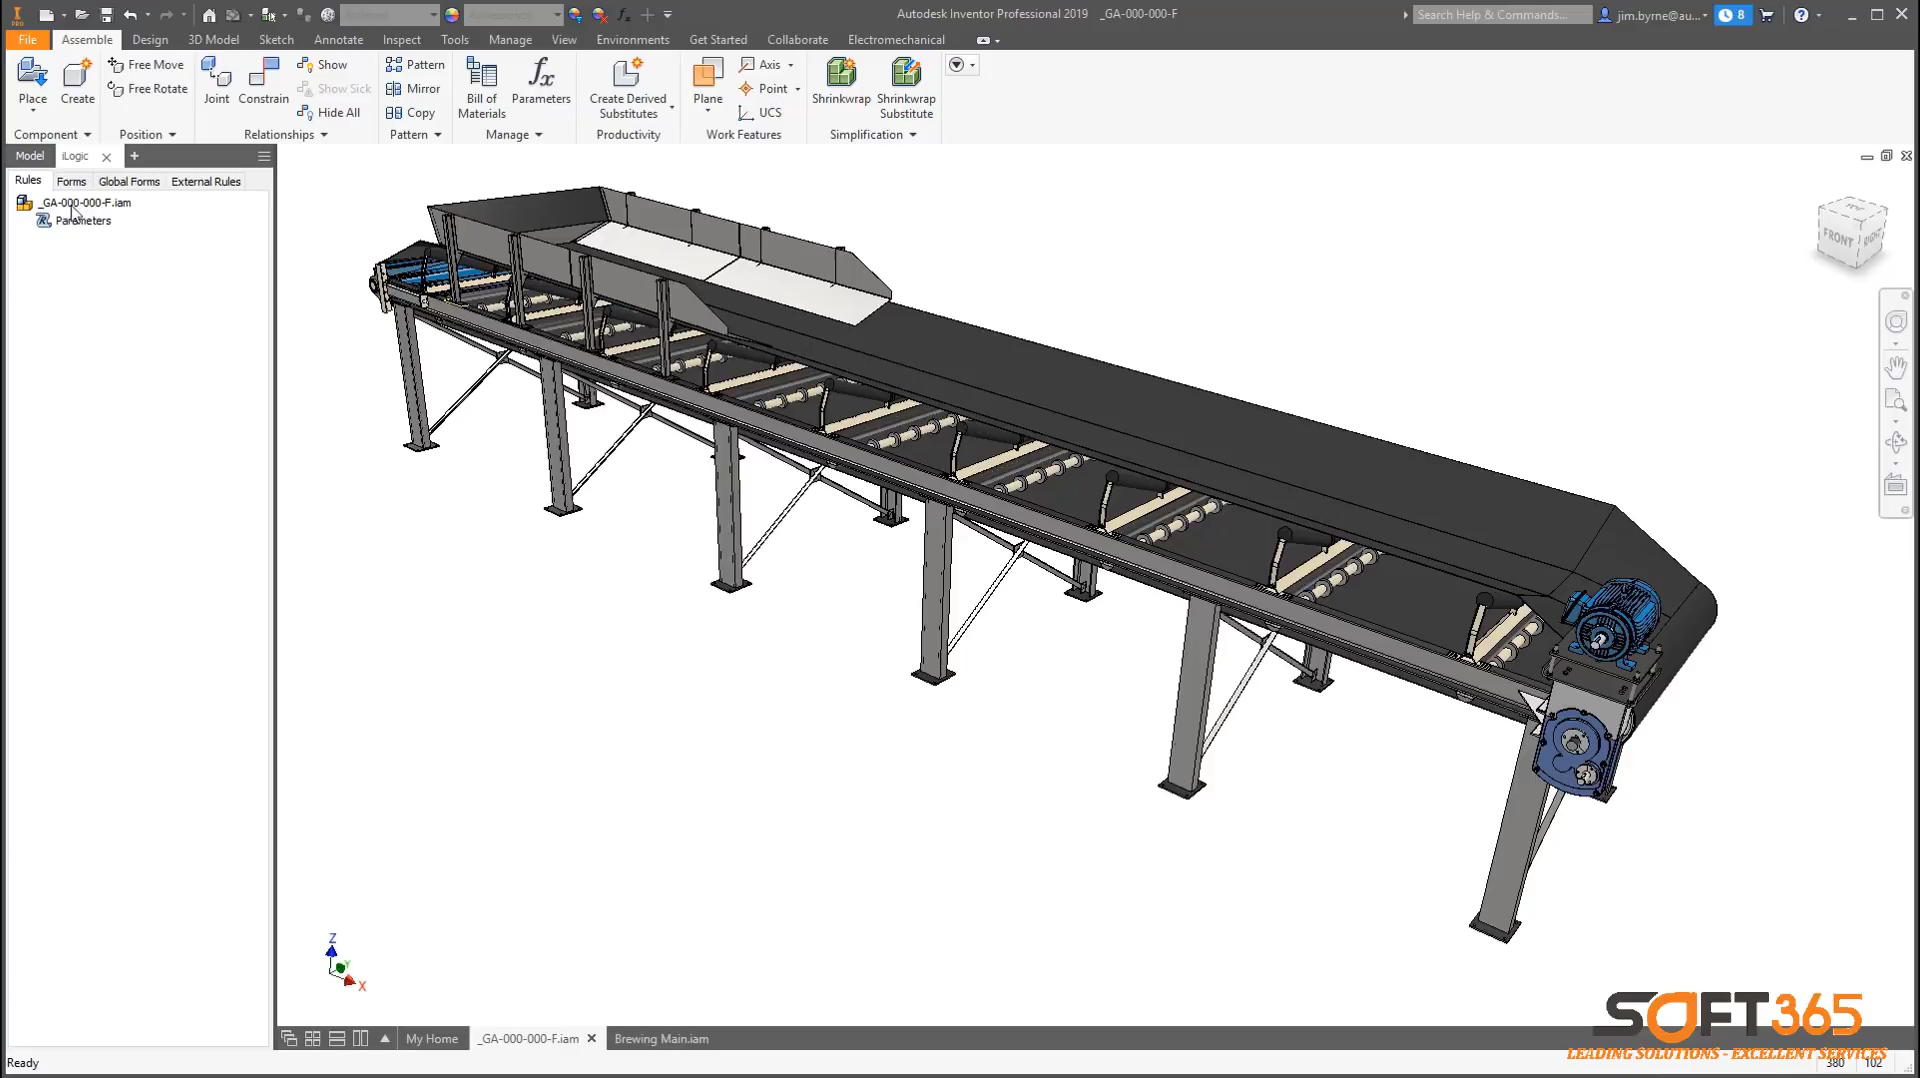 Autodesk Inventor Professional 2019 _GA-000-000-F
Search Help & Commands...
jim.byrne@au...
8
PRO
File Assemble Design 3D Model Sketch Annotate Inspect Tools Manage View Environments Get Started Collaborate Electromechanical
Place
Create
Component
Free Move
Free Rotate
Position
Joint
Constrain
Show
Show Sick
Hide All
Relationships
Pattern
Mirror
Copy
Pattern
Bill of
Materials
Parameters
Manage
Create Derived
Substitutes
Productivity
Plane
Axis
Point
UCS
Work Features
Shrinkwrap
Shrinkwrap
Substitute
Simplification
Model iLogic
Rules Forms Global Forms External Rules
_GA-000-000-F.iam
Parameters
FRONT
RIGHT
Z
Y
X
My Home _GA-000-000-F.iam Brewing Main.iam
SOFT365
LEADING SOLUTIONS - EXCELLENT SERVICES
Ready
380 102